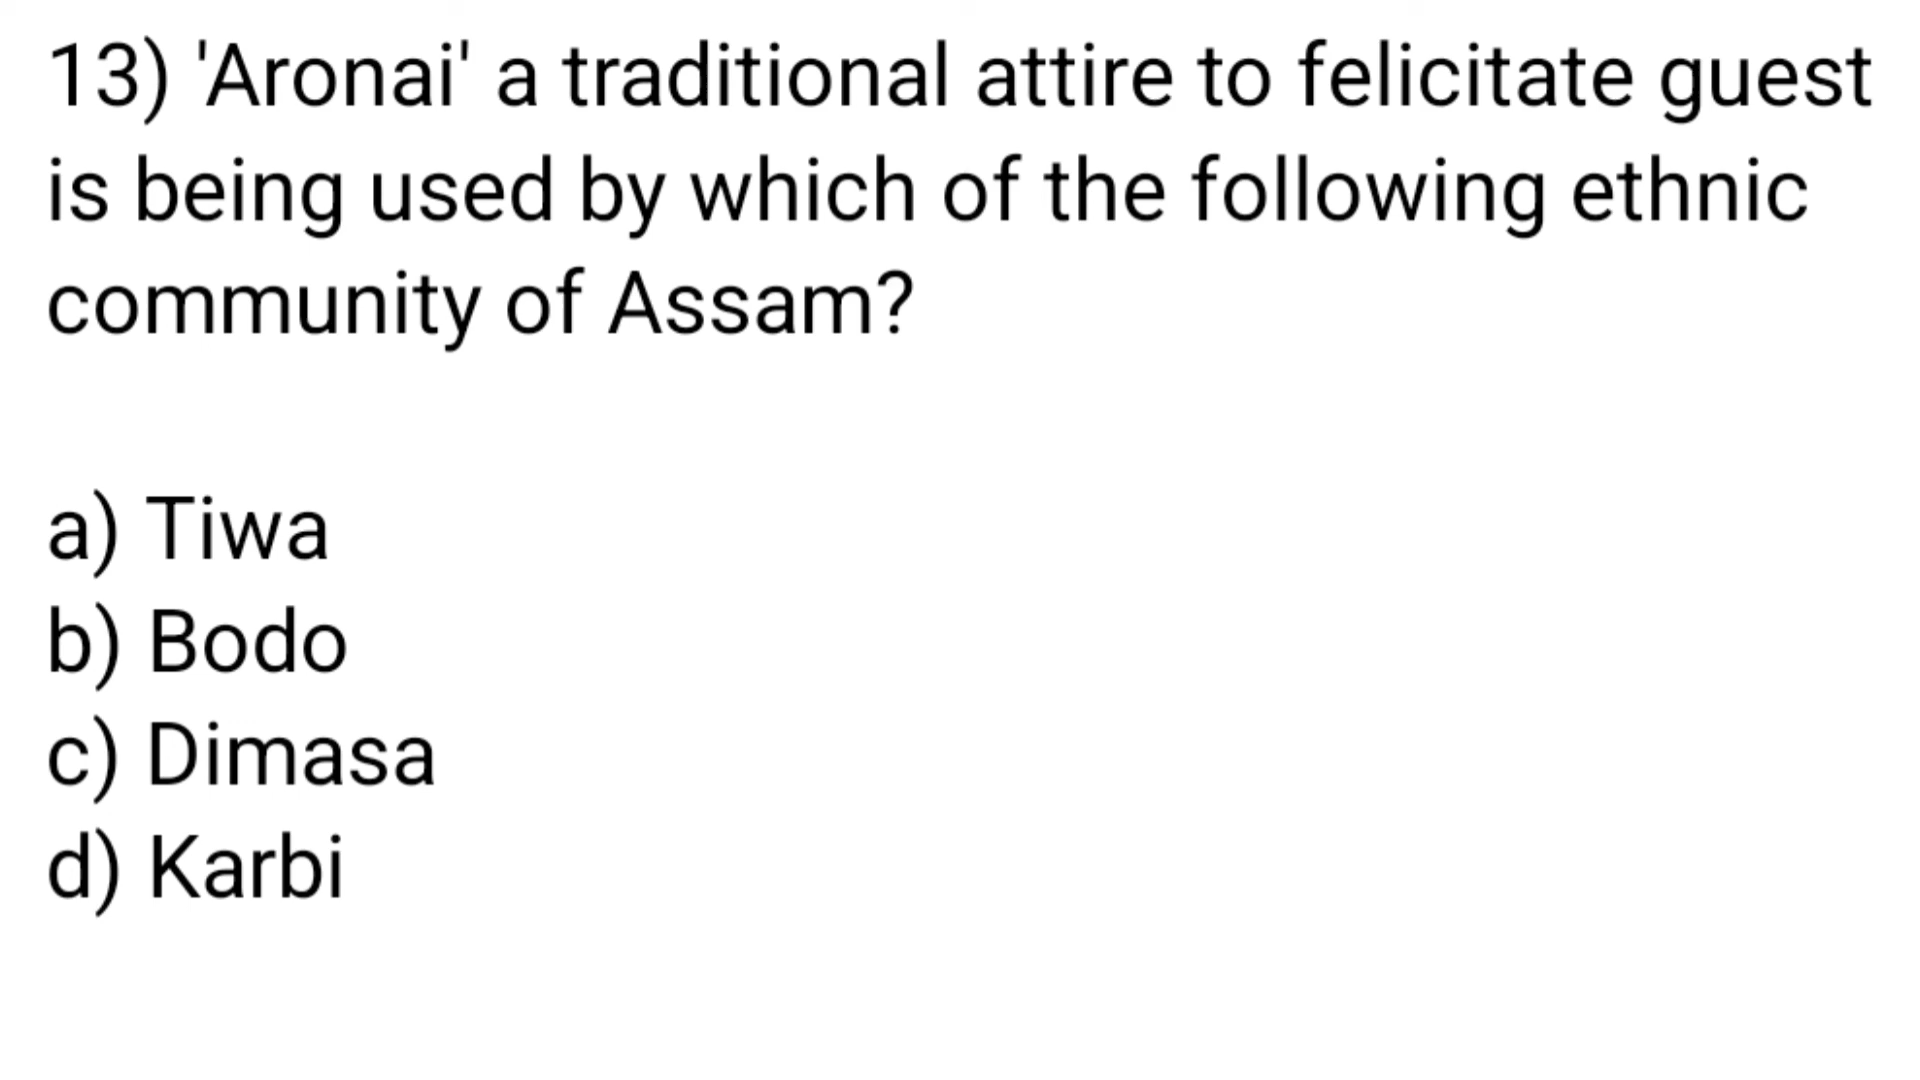 13) 'Aronai' a traditional attire to felicitate guest
is being used by which of the following ethnic
community of Assam?
a) Tiwa
b) Bodo
c) Dimasa
d) Karbi